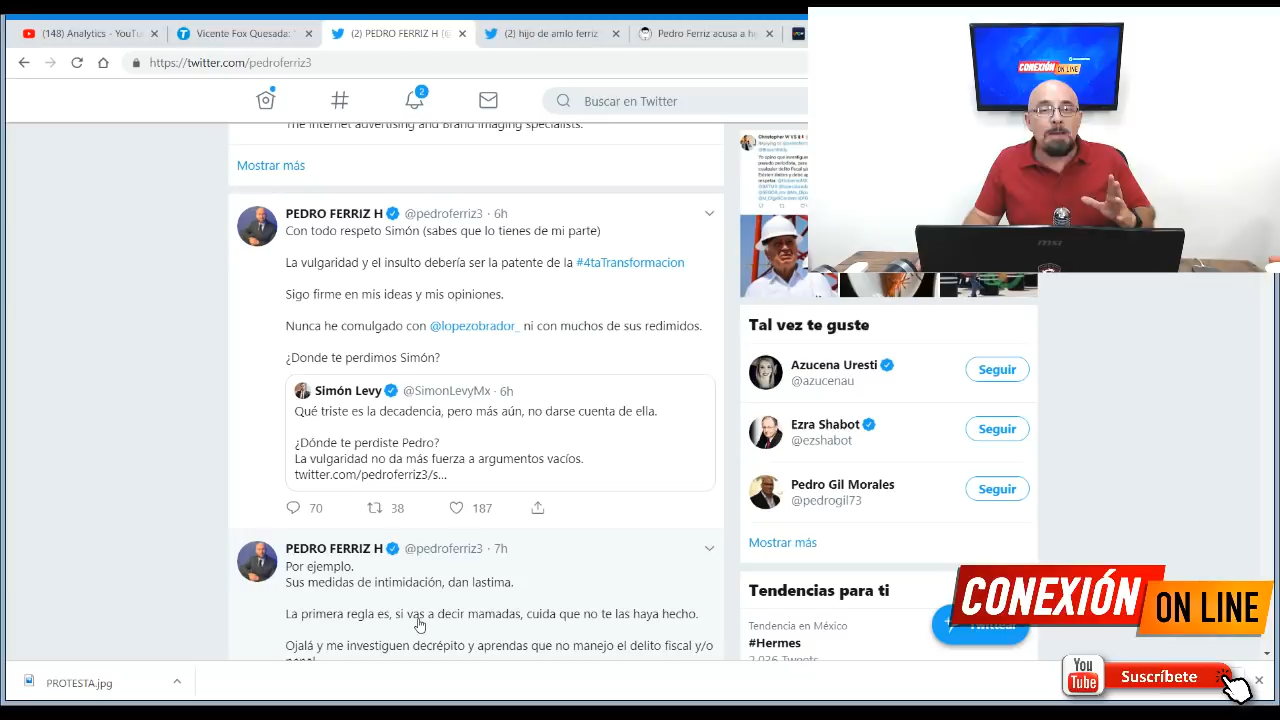 (148) Analytics - YouTu
Vicente Fox Quesada
PEDRO FERRIZ H
(2) hijo de amlo ferriz
Pedro Ferriz acusa a h
https://twitter.com/pedroferriz3
2
Buscar en Twitter
CONEXIÓN ON LINE
Mostrar más
PEDRO FERRIZ H @pedroferriz3 · 6h
Con todo respeto Simón (sabes que lo tienes de mi parte)
La vulgaridad y el insulto debería ser la patente de la #4taTransformacion
Sigo firme en mis ideas y mis opiniones.
Nunca he comulgado con @lopezobrador_ ni con muchos de sus redimidos.
¿Donde te perdimos Simón?
Simón Levy @SimonLevyMx · 6h
Qué triste es la decadencia, pero más aún, no darse cuenta de ella.
Donde te perdiste Pedro?
La vulgaridad no da más fuerza a argumentos vacíos.
twitter.com/pedroferriz3/s...
70 38 187
PEDRO FERRIZ H @pedroferriz3 · 7h
Por ejemplo.
Sus medidas de intimidación, dan lastima.
La primera regla es, si vas a decir mamadas, cuida que no te las haya hecho.
Ojala y me investiguen decrepito y aprendas que no manejo el delito fiscal y/o
penal
msi
Tal vez te guste
Azucena Uresti
@azucenau
Seguir
Ezra Shabot
@ezshabot
Seguir
Pedro Gil Morales
@pedrogil73
Seguir
Mostrar más
Tendencias para ti
Tendencia en México
#Hermes
2,036 Tweets
Twittear
CONEXIÓN ON LINE
PROTESTA.jpg
You
Tube
Suscríbete